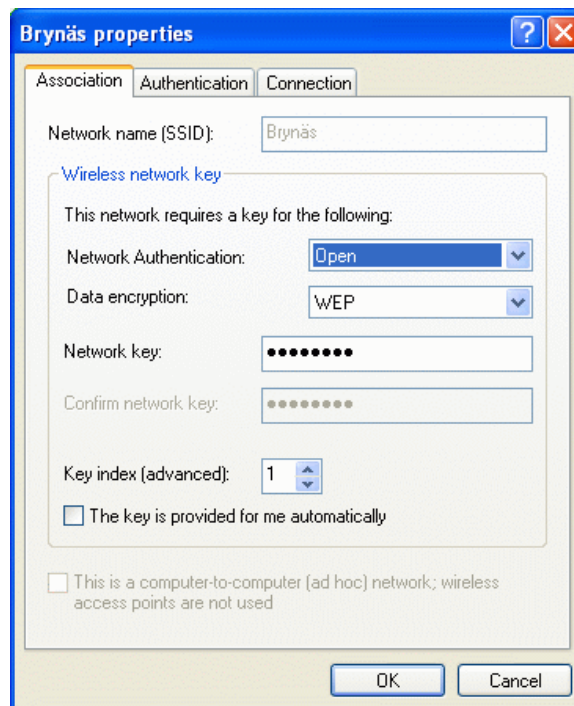 Brynäs properties
Association Authentication Connection
Network name (SSID): Brynäs
Wireless network key
This network requires a key for the following:
Network Authentication: Open
Data encryption: WEP
Network key: ••••••••
Confirm network key: ••••••••
Key index (advanced): 1
The key is provided for me automatically
This is a computer-to-computer (ad hoc) network; wireless
access points are not used
OK Cancel